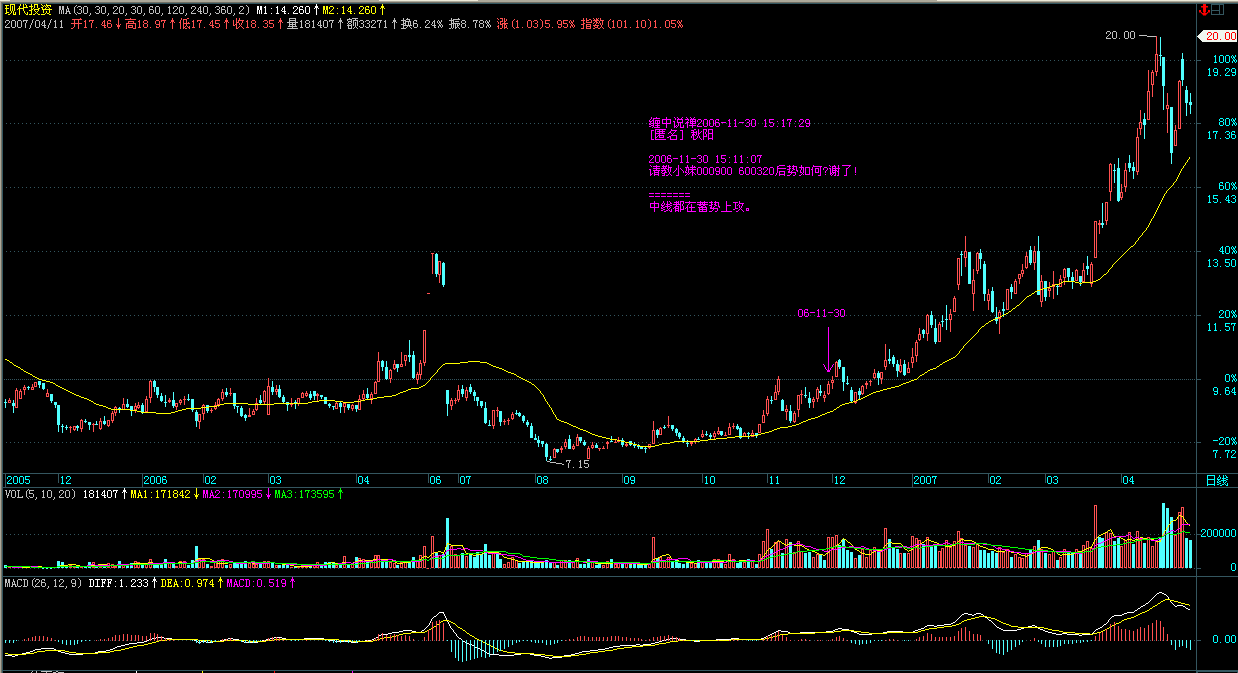 现代投资 MA(30,30,20,30,60,120,240,360,2) M1:14.260↑M2:14.260↑
2007/04/11 开17.46↓高18.97↑低17.45↑收18.35↑量181407↑额33271↑换6.24% 振8.78% 涨(1.03)5.95% 指数(101.10)1.05%
20.00
20.00
100%
19.29
缠中说禅2006-11-30 15:17:29
[匿名] 秋阳
80%
17.36
2006-11-30 15:11:07
请教小妹000900 600320后势如何?谢了!
60%
15.43
=======
中线都在蓄势上攻。
40%
13.50
06-11-30
20%
11.57
0%
9.64
-20%
7.72
7.15
2005 12 2006 02 03 04 06 07 08 09 10 11 12 2007 02 03 04 日线
VOL(5,10,20) 181407↑MA1:171842↓MA2:170995↓MA3:173595↑
200000
0
MACD(26,12,9) DIFF:1.233↑DEA:0.974↑MACD:0.519↑
0.00